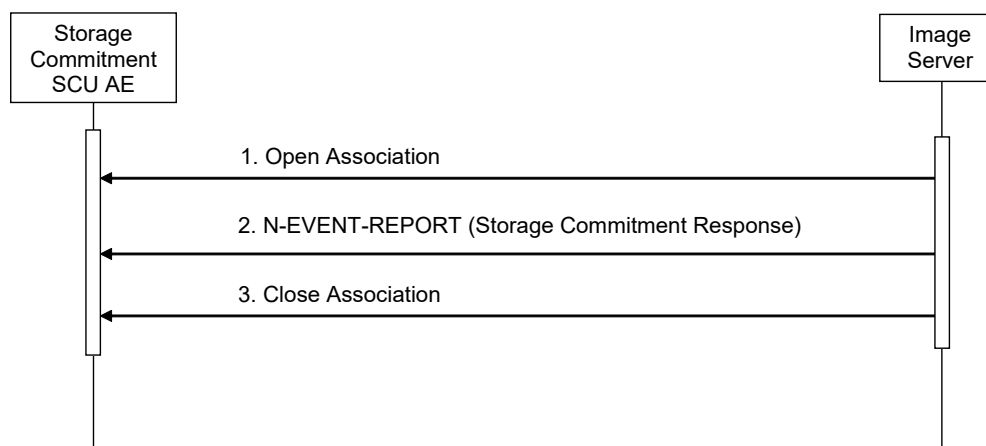 Storage
Commitment
SCU AE
Image
Server
1. Open Association
2. N-EVENT-REPORT (Storage Commitment Response)
3. Close Association